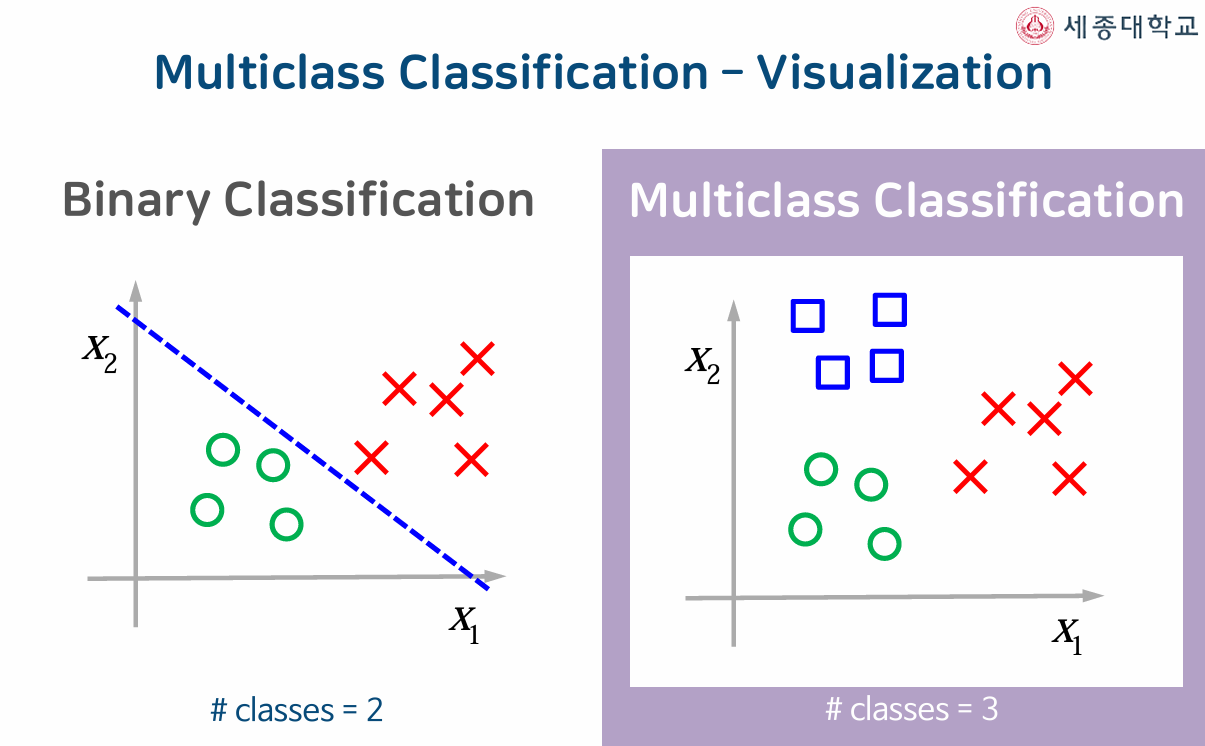 세종대학교
Multiclass Classification – Visualization
Binary Classification
X₂
X₁
# classes = 2
Multiclass Classification
X₂
X₁
# classes = 3